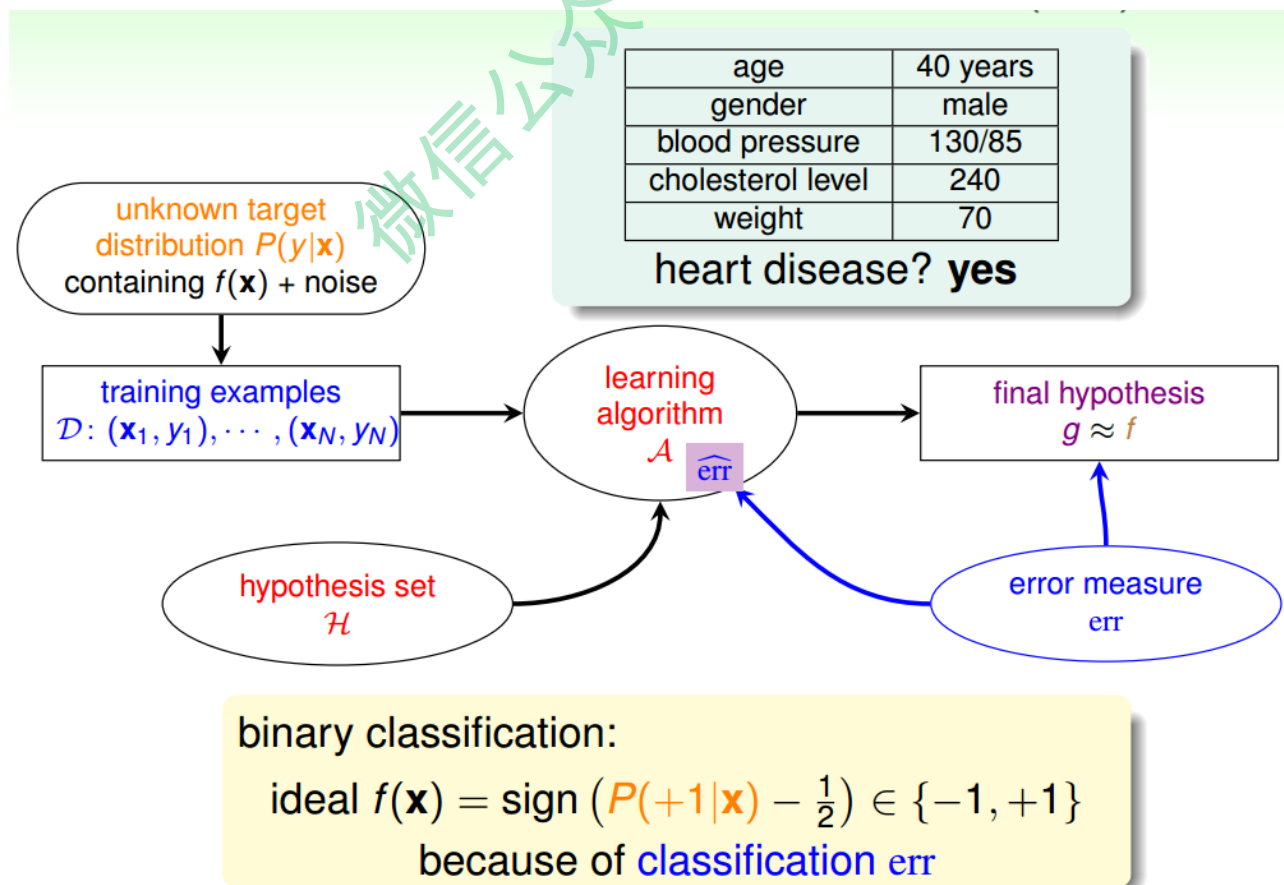 微信公众
age 40 years
gender male
blood pressure 130/85
cholesterol level 240
weight 70
heart disease? yes
unknown target
distribution P(y|x)
containing f(x) + noise
training examples
𝒟: (x₁, y₁), ⋯ , (x_N, y_N)
learning
algorithm
𝒜
err̂
final hypothesis
g ≈ f
hypothesis set
ℋ
error measure
err
binary classification:
ideal f(x) = sign (P(+1|x) − ½) ∈ {−1, +1}
because of classification err